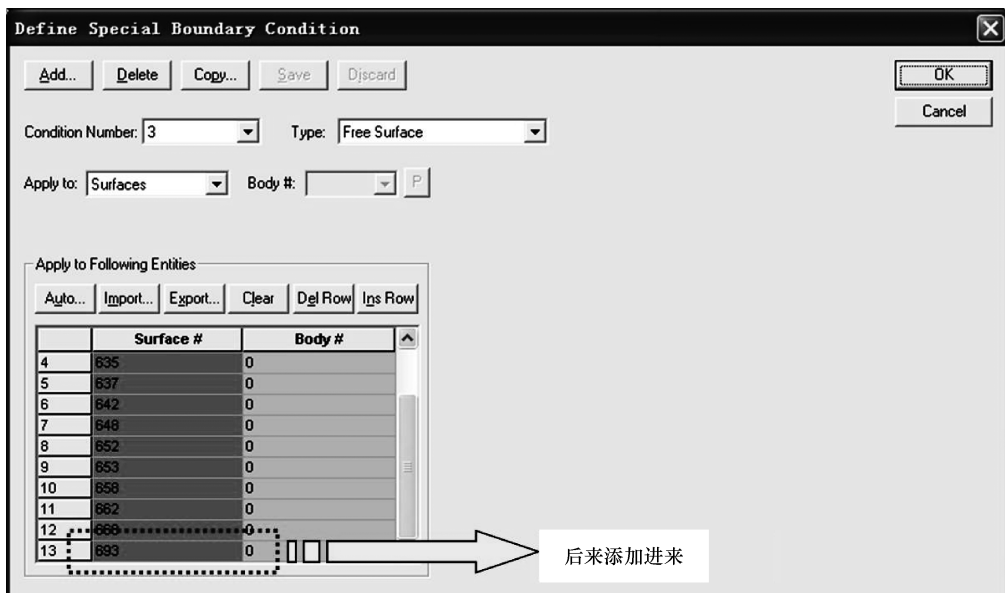 Define Special Boundary Condition
Add... Delete Copy... Save Discard OK
Cancel
Condition Number: 3 Type: Free Surface
Apply to: Surfaces Body #: P
Apply to Following Entities
Auto... Import... Export... Clear Del Row Ins Row
Surface # Body #
4 635 0
5 637 0
6 642 0
7 648 0
8 652 0
9 653 0
10 658 0
11 662 0
12 668 0
13 693 0
后来添加进来